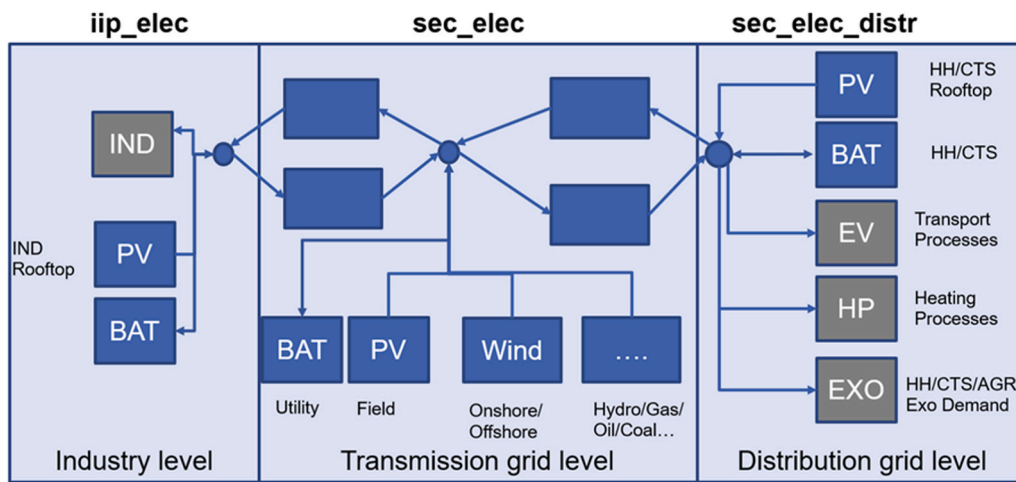 iip_elec
sec_elec
sec_elec_distr
IND
IND
Rooftop
PV
BAT
Industry level
BAT
PV
Wind
....
Utility
Field
Onshore/
Offshore
Hydro/Gas/
Oil/Coal...
Transmission grid level
PV
HH/CTS
Rooftop
BAT
HH/CTS
EV
Transport
Processes
HP
Heating
Processes
EXO
HH/CTS/AGR
Exo Demand
Distribution grid level